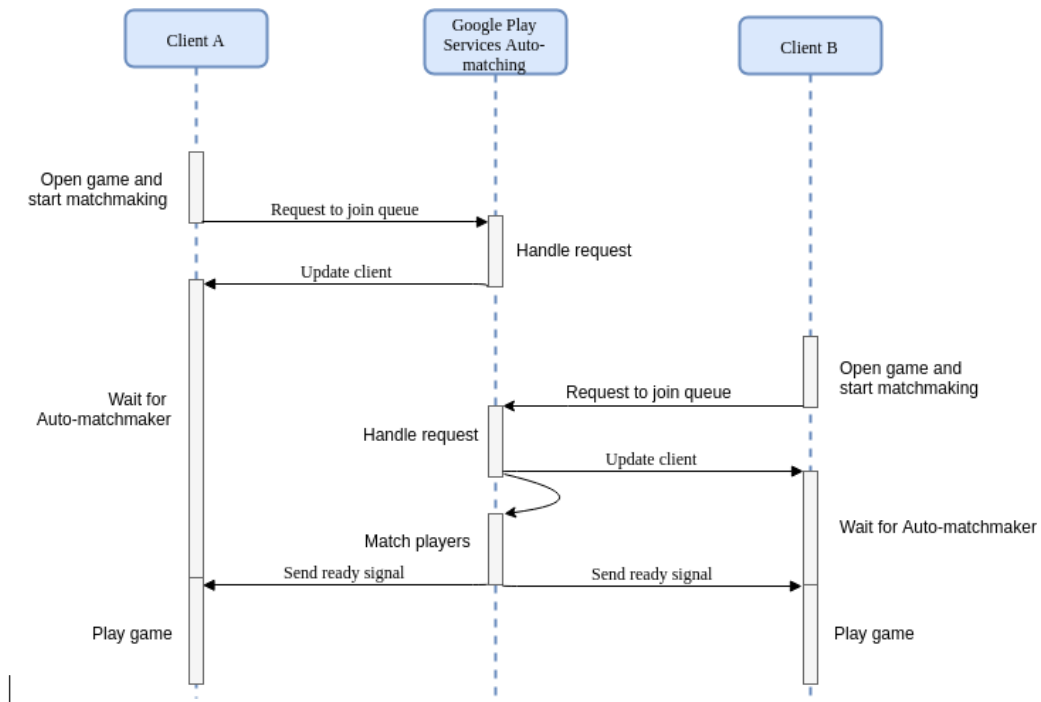 Client A
Google Play
Services Auto-
matching
Client B
Open game and
start matchmaking
Request to join queue
Handle request
Update client
Open game and
start matchmaking
Request to join queue
Wait for
Auto-matchmaker
Handle request
Update client
Wait for Auto-matchmaker
Match players
Send ready signal
Send ready signal
Play game
Play game